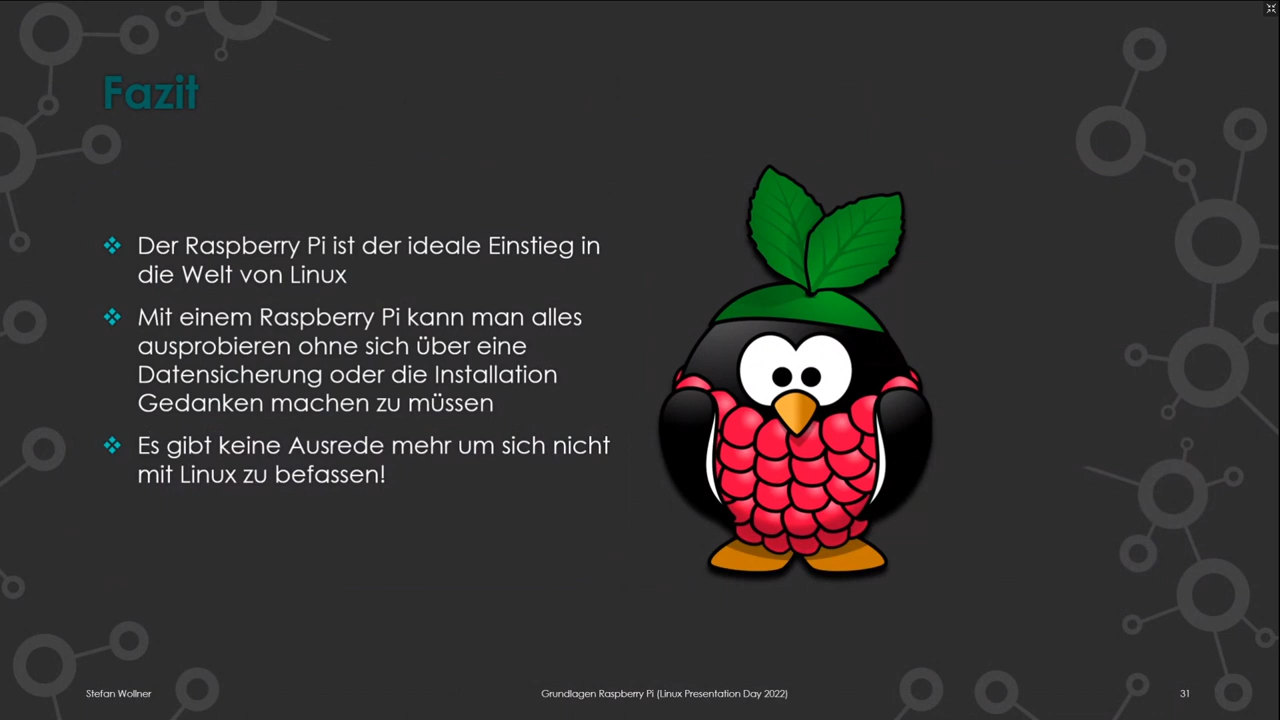 Fazit
Der Raspberry Pi ist der ideale Einstieg in
die Welt von Linux
Mit einem Raspberry Pi kann man alles
ausprobieren ohne sich über eine
Datensicherung oder die Installation
Gedanken machen zu müssen
Es gibt keine Ausrede mehr um sich nicht
mit Linux zu befassen!
Stefan Wollner
Grundlagen Raspberry Pi (Linux Presentation Day 2022)
31